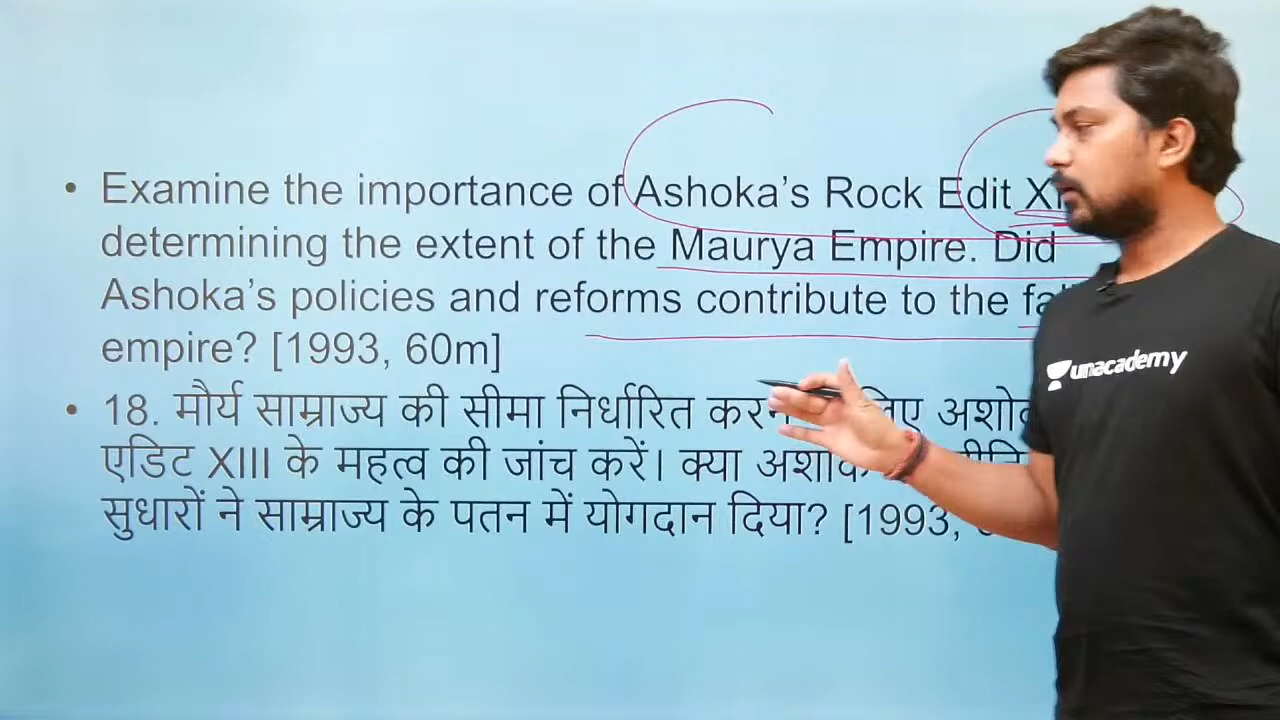 • Examine the importance of Ashoka’s Rock Edit
determining the extent of the Maurya Empire. Did
Ashoka’s policies and reforms contribute to the
empire? [1993, 60m]
• 18. मौर्य साम्राज्य की सीमा निर्धारित
एडिट XIII के महत्व की जांच करें। क्या
सुधारों ने साम्राज्य के पतन में योगदान दिया? [1993,
unacademy